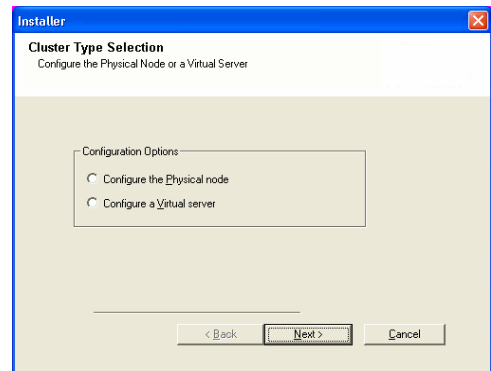 Installer
Cluster Type Selection
Configure the Physical Node or a Virtual Server
Configuration Options
Configure the Physical node
Configure a Virtual server
< Back
Next >
Cancel